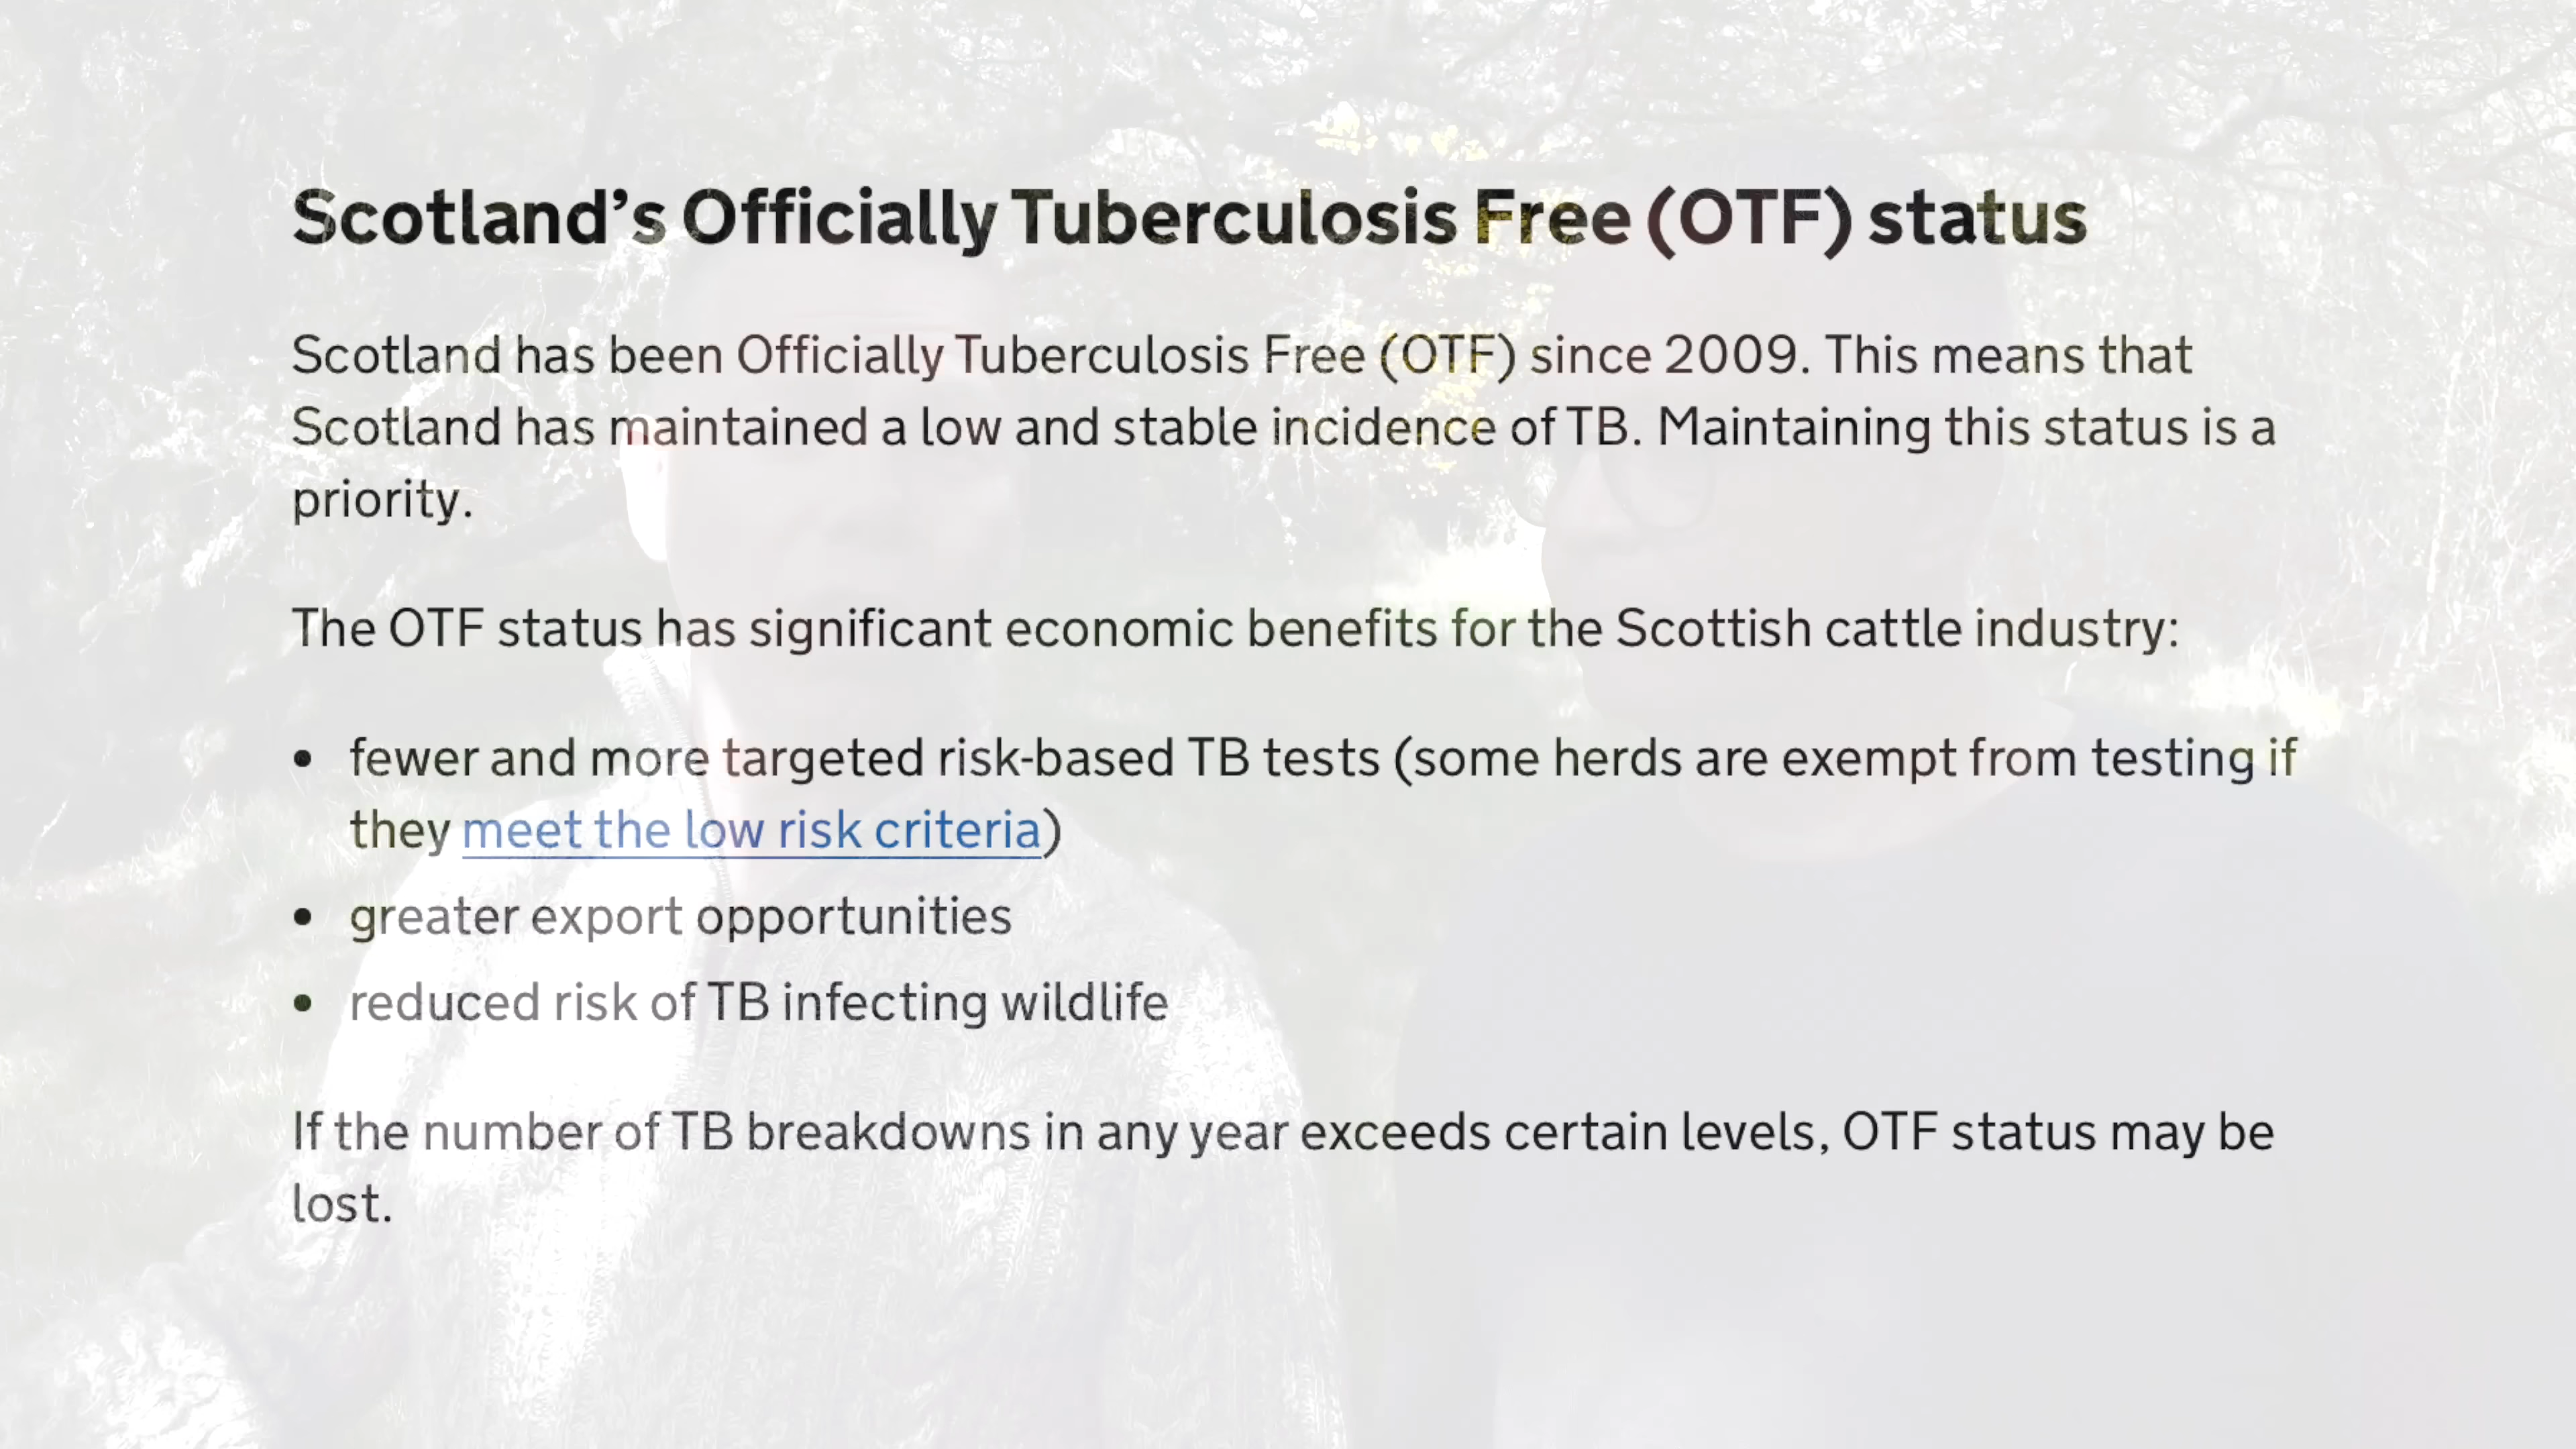 Scotland’s Officially Tuberculosis Free (OTF) status
Scotland has been Officially Tuberculosis Free (OTF) since 2009. This means that
Scotland has maintained a low and stable incidence of TB. Maintaining this status is a
priority.
The OTF status has significant economic benefits for the Scottish cattle industry:
• fewer and more targeted risk-based TB tests (some herds are exempt from testing if
they meet the low risk criteria)
• greater export opportunities
• reduced risk of TB infecting wildlife
If the number of TB breakdowns in any year exceeds certain levels, OTF status may be
lost.